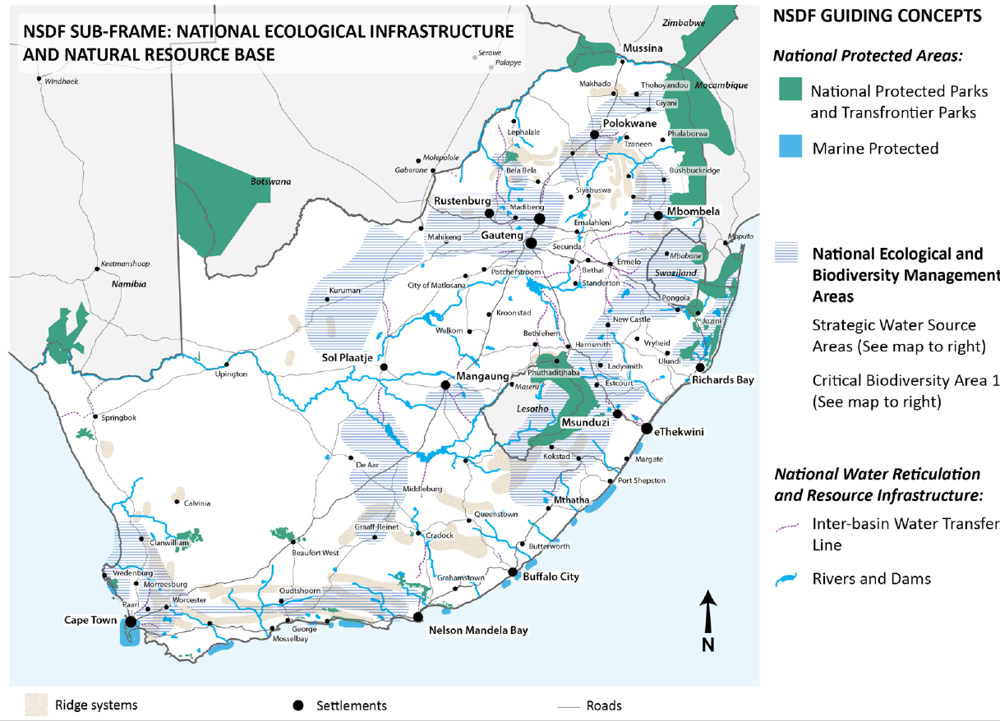 NSDF SUB-FRAME: NATIONAL ECOLOGICAL INFRASTRUCTURE
AND NATURAL RESOURCE BASE
NSDF GUIDING CONCEPTS
National Protected Areas:
National Protected Parks
and Transfrontier Parks
Marine Protected
National Ecological and
Biodiversity Management
Areas
Strategic Water Source
Areas (See map to right)
Critical Biodiversity Area 1
(See map to right)
National Water Reticulation
and Resource Infrastructure:
Inter-basin Water Transfer
Line
Rivers and Dams
Zimbabwe
Serowe
Palapye
Mussina
Windhoek
Makhado
Thohoyandou
Mocambique
Giyani
Polokwane
Lephalale
Phalaborwa
Tzaneen
Molepolole
Gaborone
Bela Bela
Bushbuckridge
Botswana
Siyabuswa
Rustenburg
Madibeng
Mbombela
Emalahleni
Mahikeng
Gauteng
Secunda
Maputo
Mbabane
Keetmanshoop
Ermelo
Potchefstroom
Bethal
Swaziland
Namibia
City of Matlosana
Standerton
Kuruman
Pongola
Kroonstad
New Castle
Jozini
Welkom
Bethlehem
Harrismith
Vryheid
Sol Plaatje
Ulundi
Ladysmith
Upington
Phuthaditjhaba
Mangaung
Maseru
Estcourt
Richards Bay
Lesotho
Springbok
Msunduzi
eThekwini
Kokstad
Margate
De Aar
Port Shepston
Middleburg
Calvinia
Mthatha
Queenstown
Graaff-Reinet
Cradock
Clanwilliam
Butterworth
Beaufort West
Vredenburg
Grahamstown
Buffalo City
Morreesburg
Oudtshoorn
Paarl
Worcester
Cape Town
George
Nelson Mandela Bay
Mosselbay
N
Ridge systems
Settlements
Roads